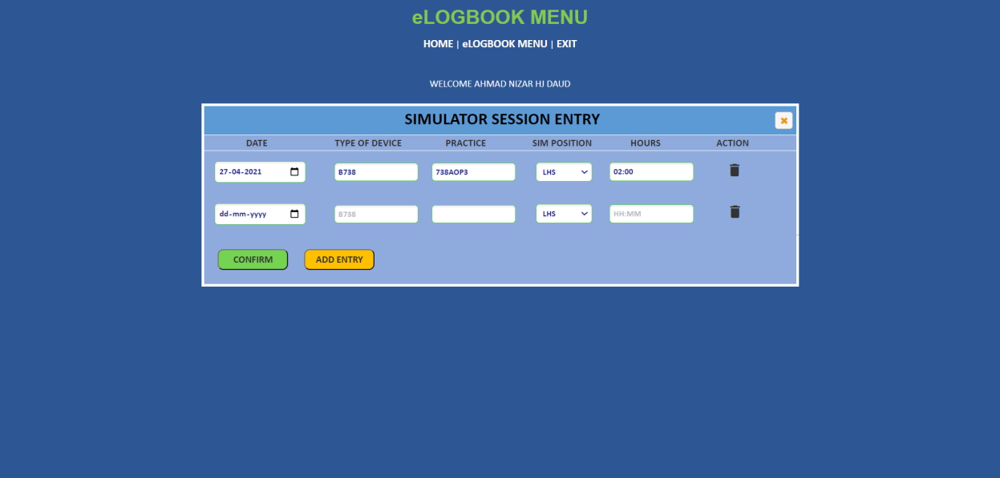 eLOGBOOK MENU
HOME | eLOGBOOK MENU | EXIT
WELCOME AHMAD NIZAR HJ DAUD
SIMULATOR SESSION ENTRY
DATE TYPE OF DEVICE PRACTICE SIM POSITION HOURS ACTION
27-04-2021 B738 738AOP3 LHS 02:00
dd-mm-yyyy B738 LHS HH:MM
CONFIRM ADD ENTRY